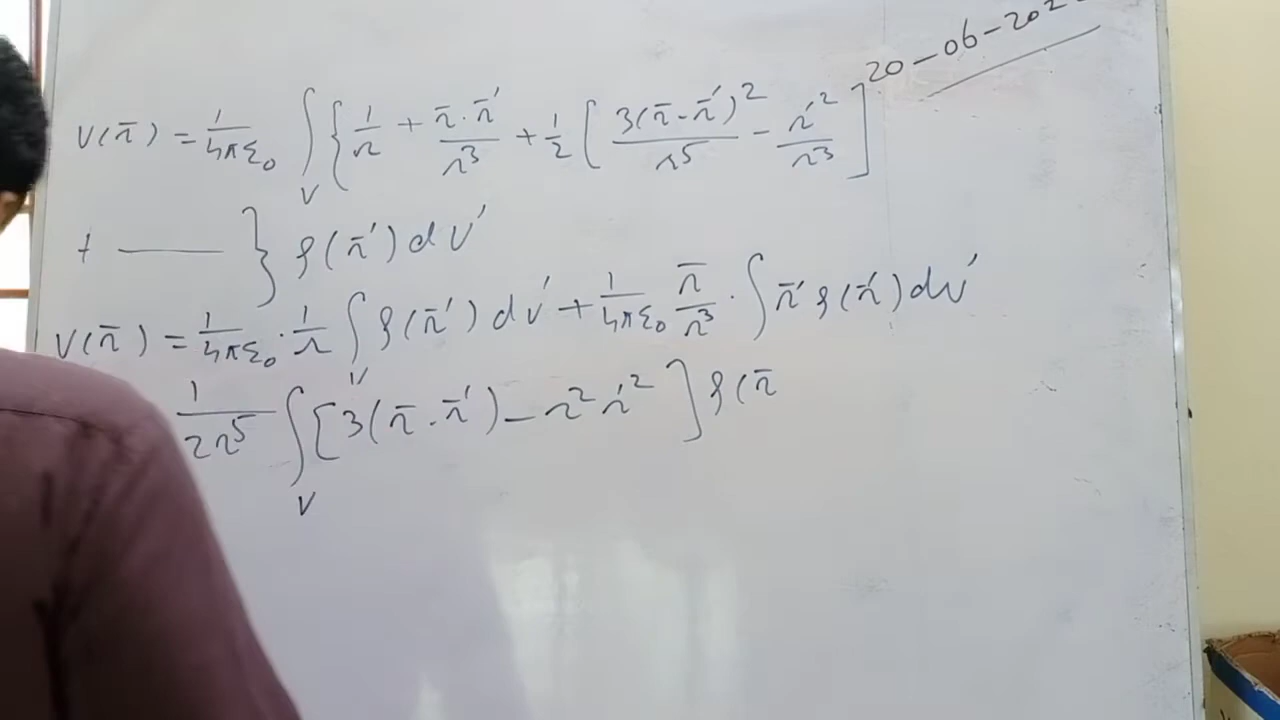 20-06-202
V(r̄) = 1/4πε₀ ∫_V { 1/r + r̄·r̄′/r³ + 1/2 [ 3(r̄·r̄′)²/r⁵ - r′²/r³ ]
+ —— } ρ(r̄′) dv′
V(r̄) = 1/4πε₀ · 1/r ∫_V ρ(r̄′) dv′ + 1/4πε₀ r̄/r³ · ∫ r̄′ ρ(r̄′) dv′
1/2r⁵ ∫_V [3(r̄·r̄′) - r² r′²] ρ(r̄